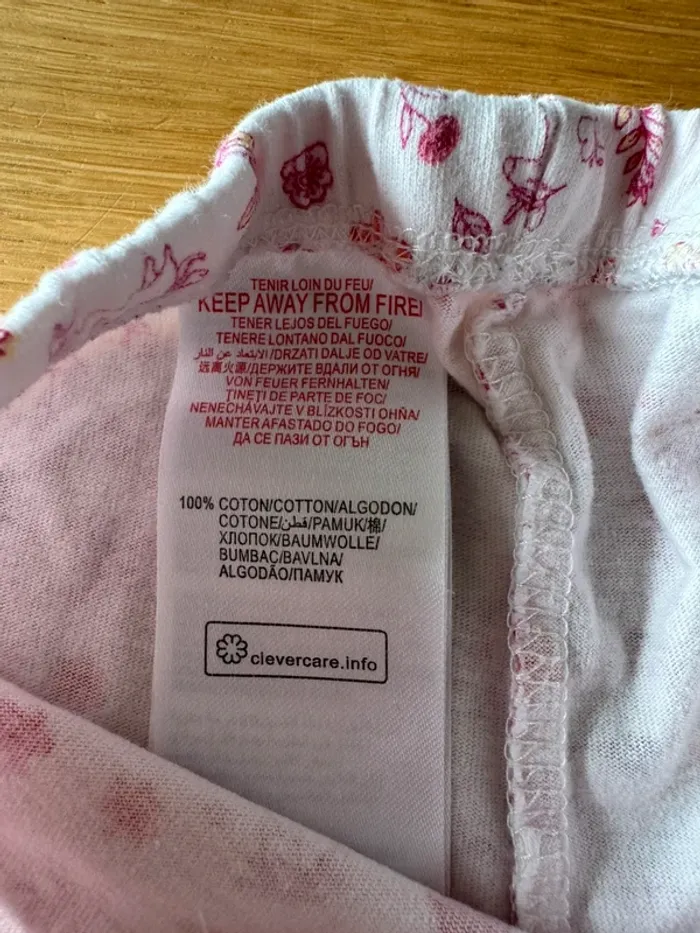 TENIR LOIN DU FEU/
KEEP AWAY FROM FIRE/
TENER LEJOS DEL FUEGO/
TENERE LONTANO DAL FUOCO/
الابتعاد عن النار/DRZATI DALJE OD VATRE/
远离火源/ДЕРЖИТЕ ВДАЛИ ОТ ОГНЯ/
VON FEUER FERNHALTEN/
ŢINEŢI DE PARTE DE FOC/
NENECHÁVAJTE V BLÍZKOSTI OHŇA/
MANTER AFASTADO DO FOGO/
ДА СЕ ПАЗИ ОТ ОГЪН
100% COTON/COTTON/ALGODON/
COTONE/قطن/PAMUK/棉/
ХЛОПОК/BAUMWOLLE/
BUMBAC/BAVLNA/
ALGODÃO/ПАМУК
clevercare.info